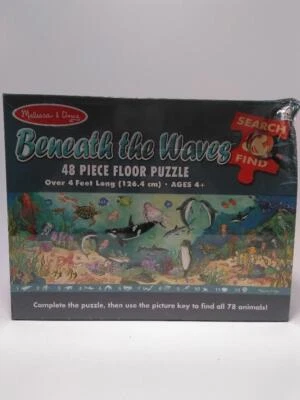 Melissa & Doug
Beneath the Waves
SEARCH
&
FIND
48 PIECE FLOOR PUZZLE
Over 4 Feet Long (126.4 cm) • AGES 4+
Complete the puzzle, then use the picture key to find all 78 animals!